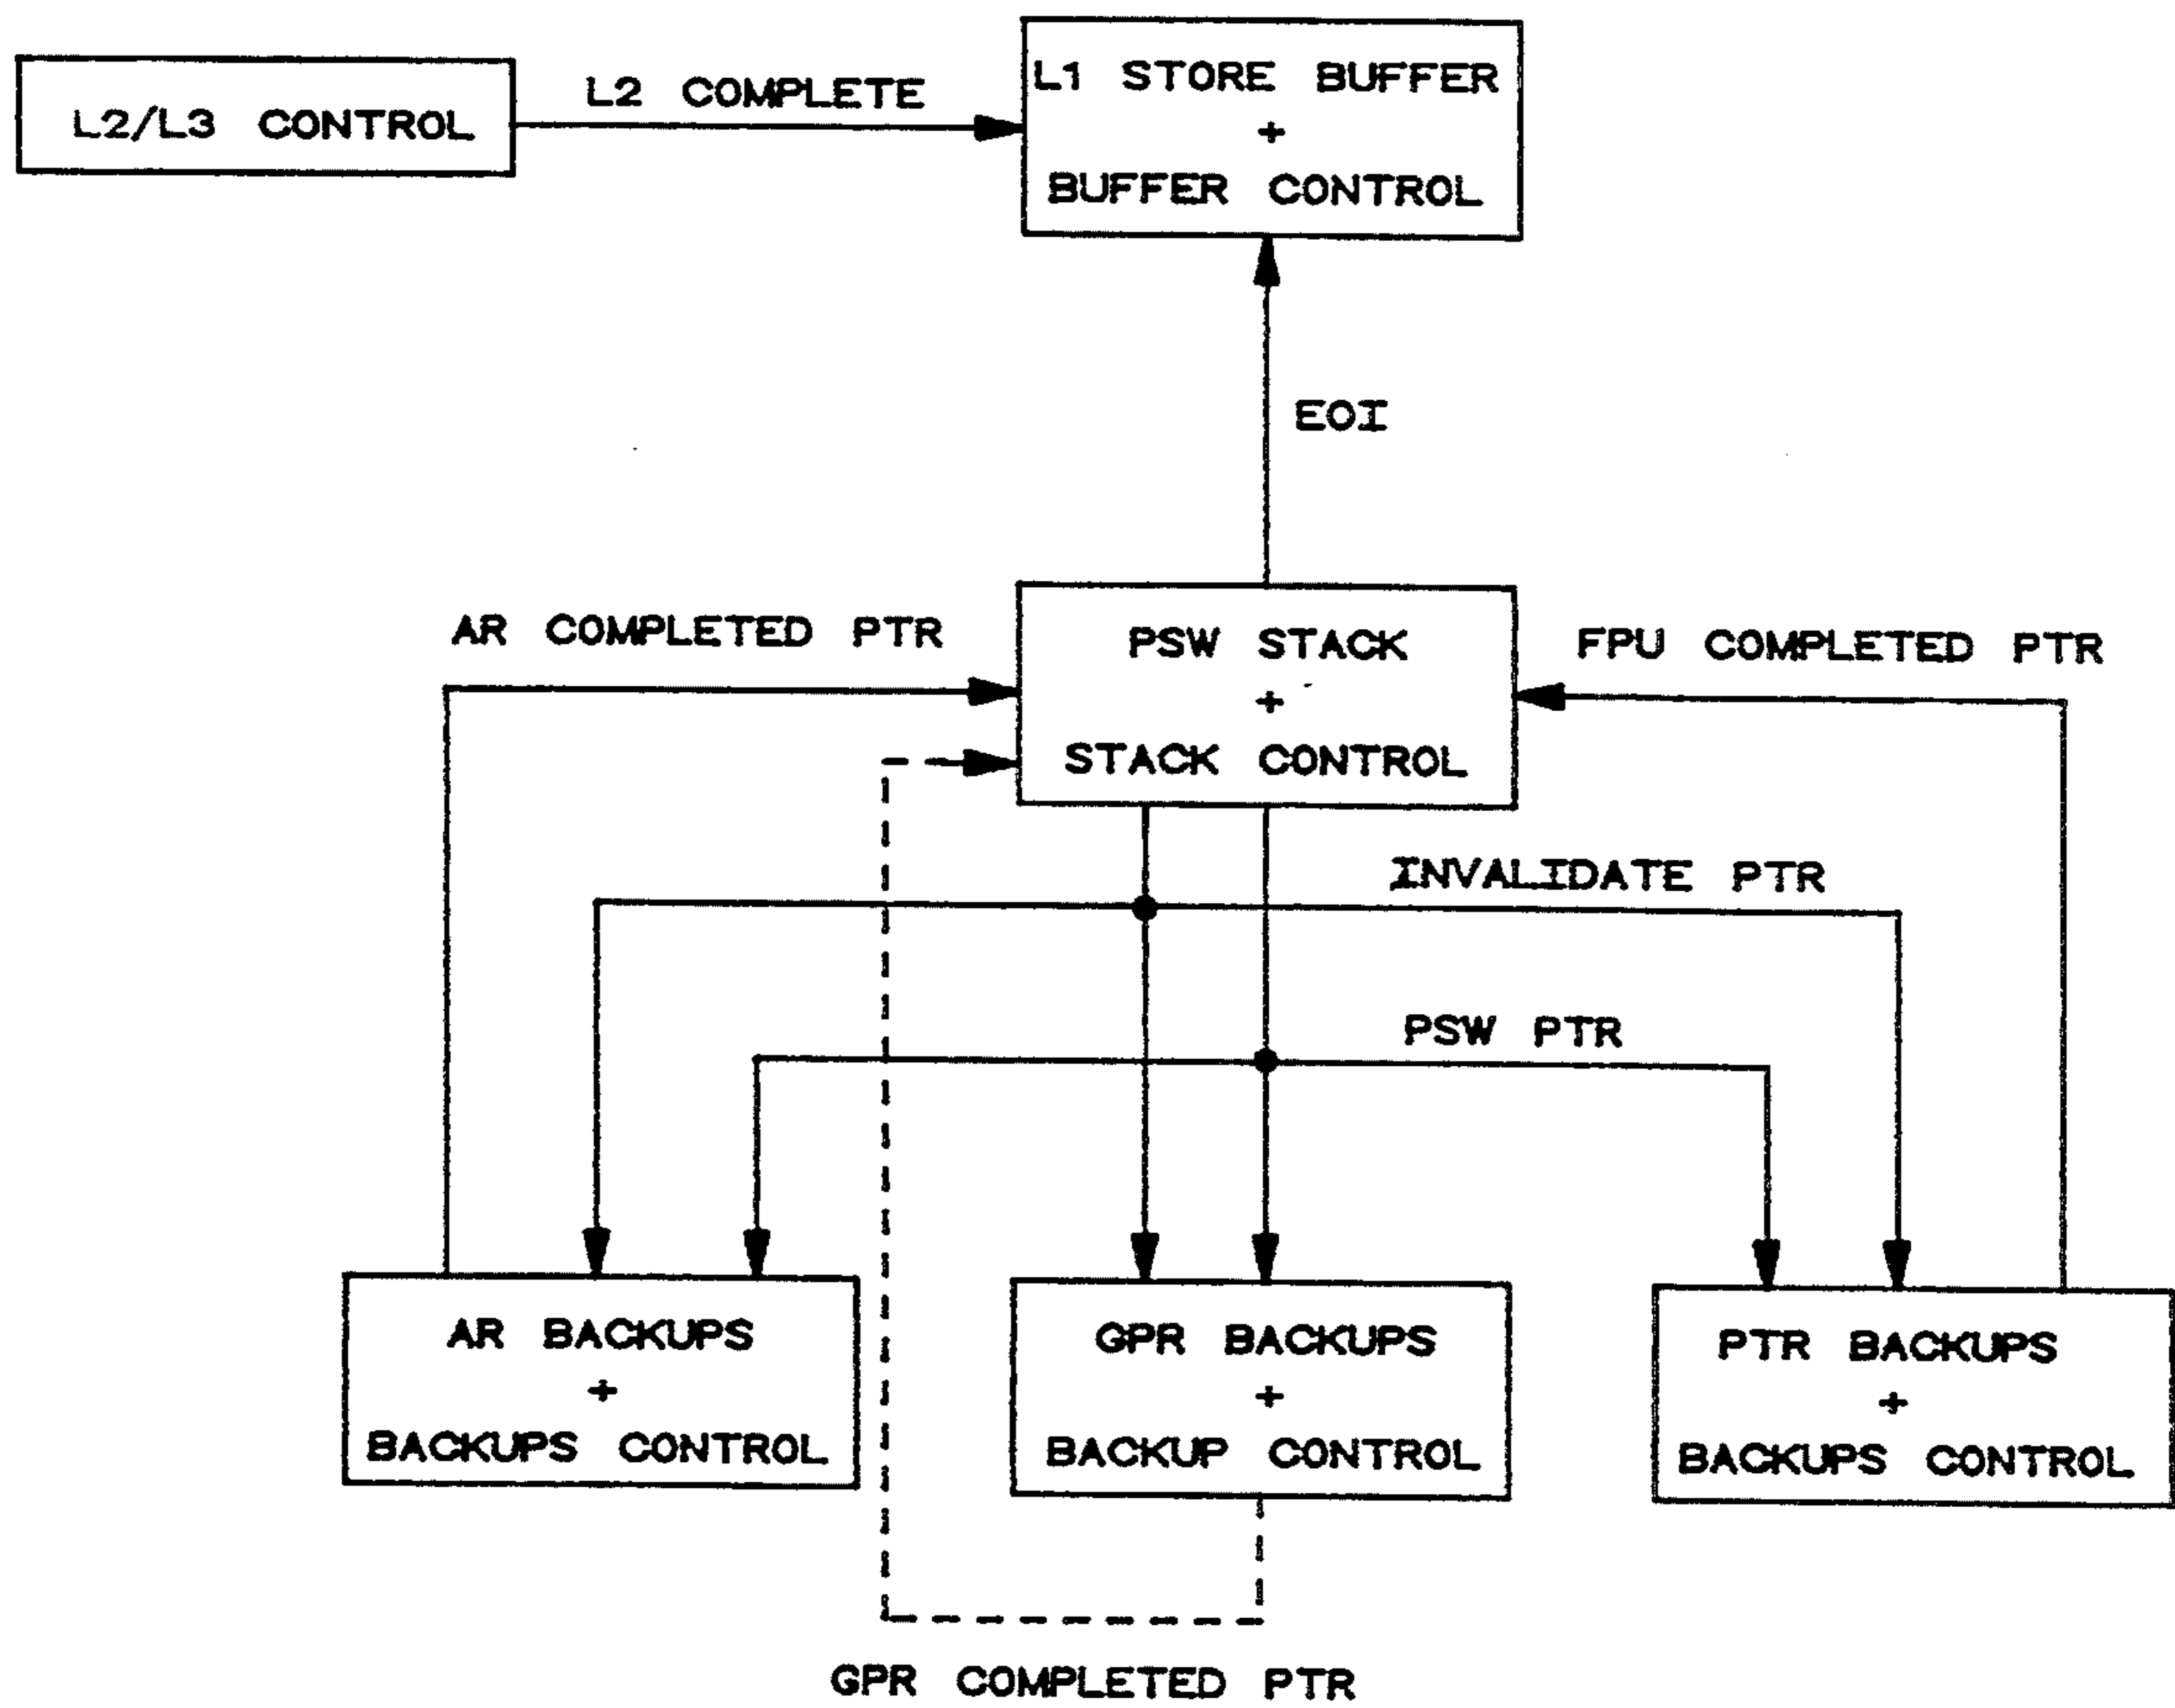 L2/L3 CONTROL
L2 COMPLETE
L1 STORE BUFFER
+
BUFFER CONTROL
EOI
AR COMPLETED PTR
PSW STACK
+
STACK CONTROL
FPU COMPLETED PTR
INVALIDATE PTR
PSW PTR
AR BACKUPS
+
BACKUPS CONTROL
GPR BACKUPS
+
BACKUP CONTROL
PTR BACKUPS
+
BACKUPS CONTROL
GPR COMPLETED PTR